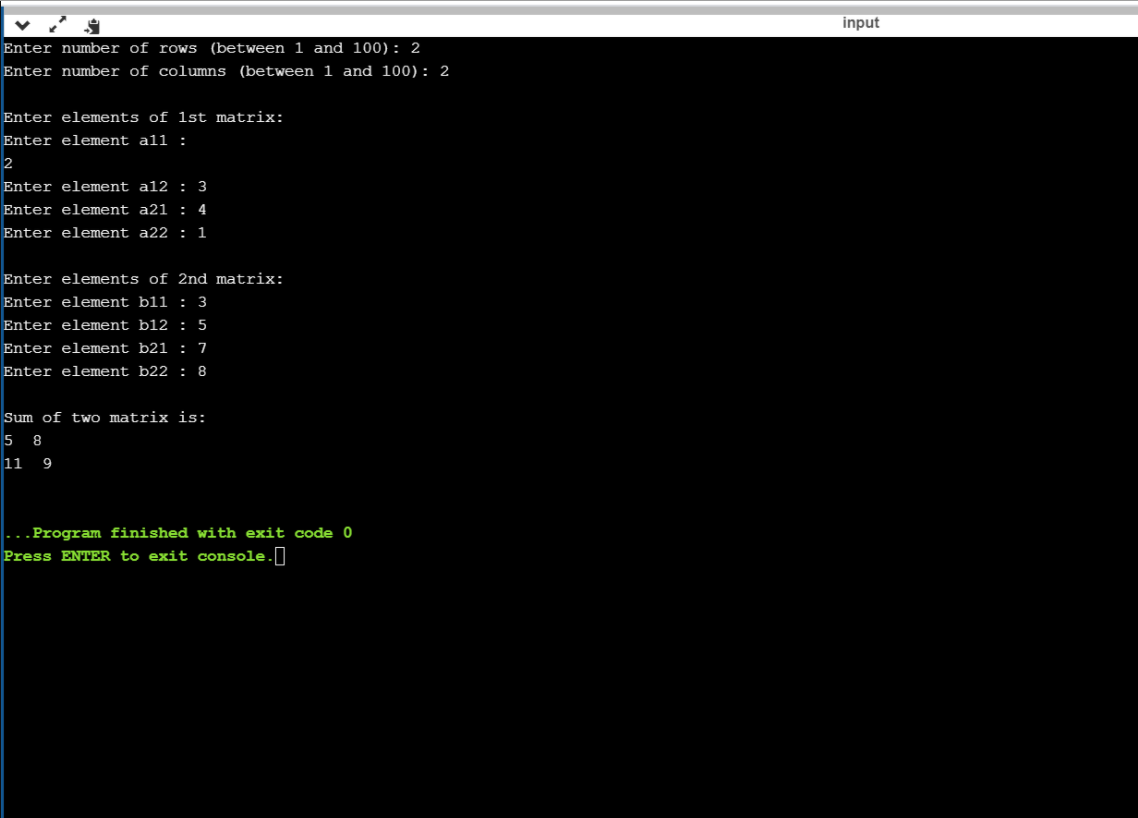 input
Enter number of rows (between 1 and 100): 2
Enter number of columns (between 1 and 100): 2
Enter elements of 1st matrix:
Enter element a11 :
2
Enter element a12 : 3
Enter element a21 : 4
Enter element a22 : 1
Enter elements of 2nd matrix:
Enter element b11 : 3
Enter element b12 : 5
Enter element b21 : 7
Enter element b22 : 8
Sum of two matrix is:
5  8
11  9
...Program finished with exit code 0
Press ENTER to exit console.